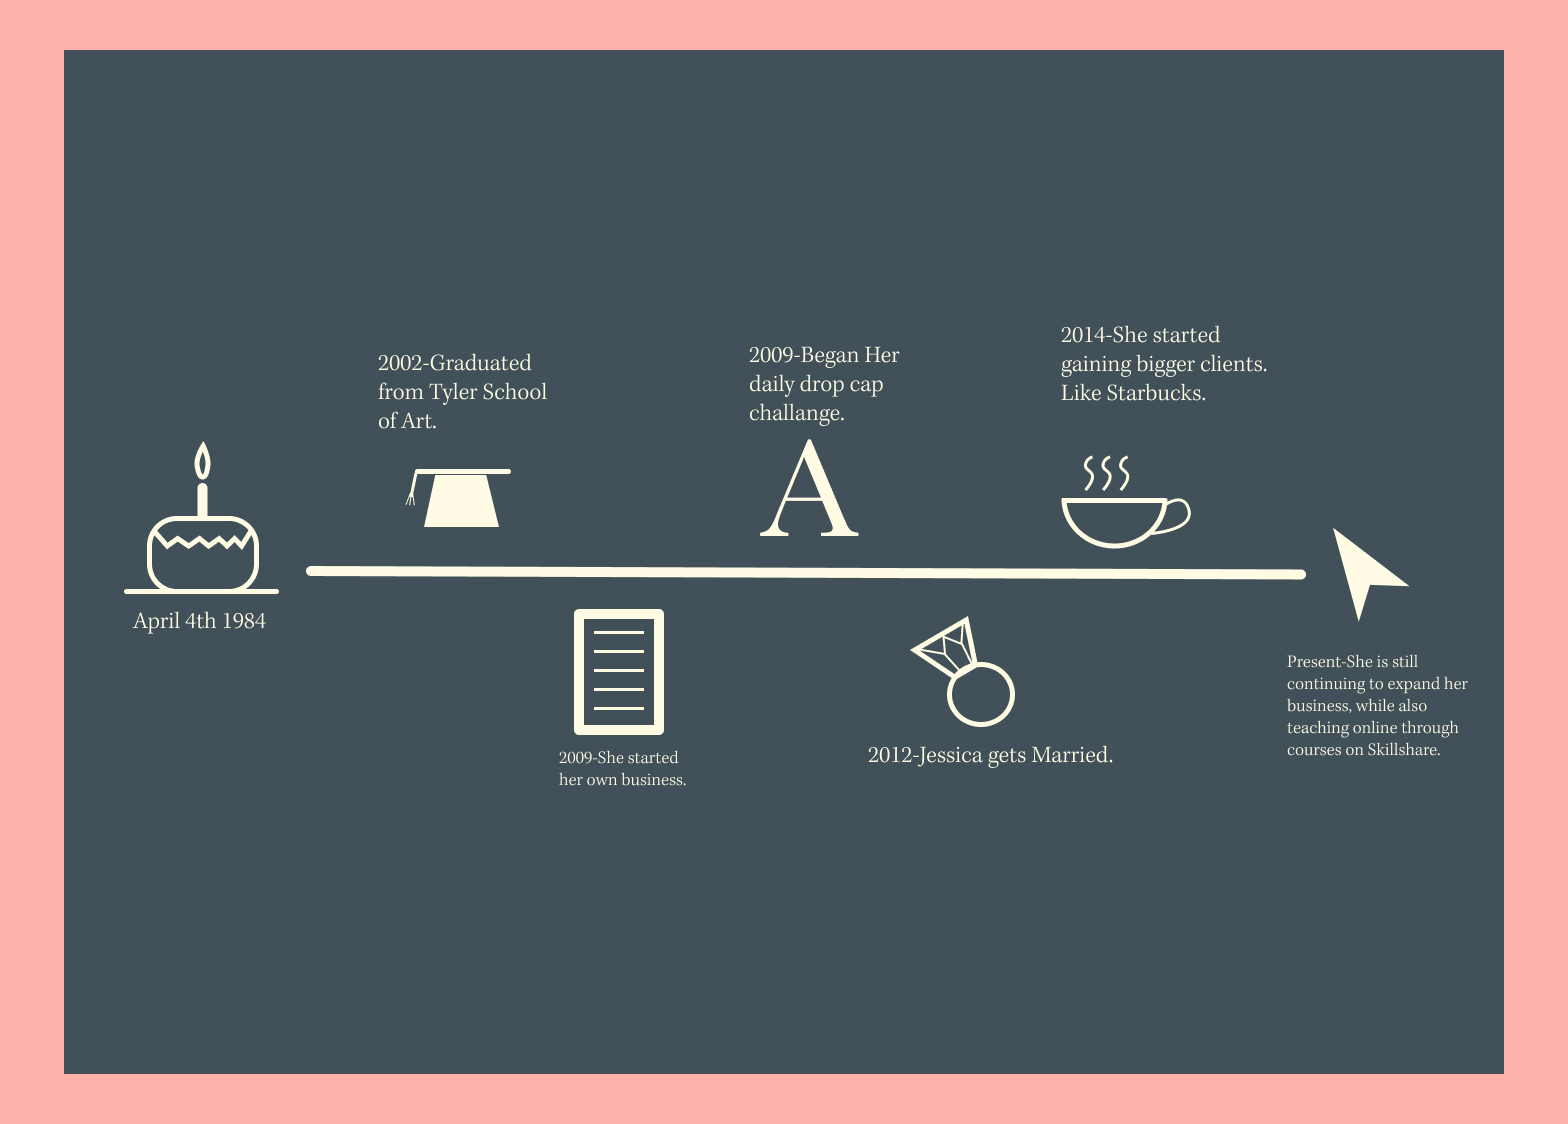 April 4th 1984
2002-Graduated
from Tyler School
of Art.
2009-She started
her own business.
2009-Began Her
daily drop cap
challange.
A
2012-Jessica gets Married.
2014-She started
gaining bigger clients.
Like Starbucks.
Present-She is still
continuing to expand her
business, while also
teaching online through
courses on Skillshare.